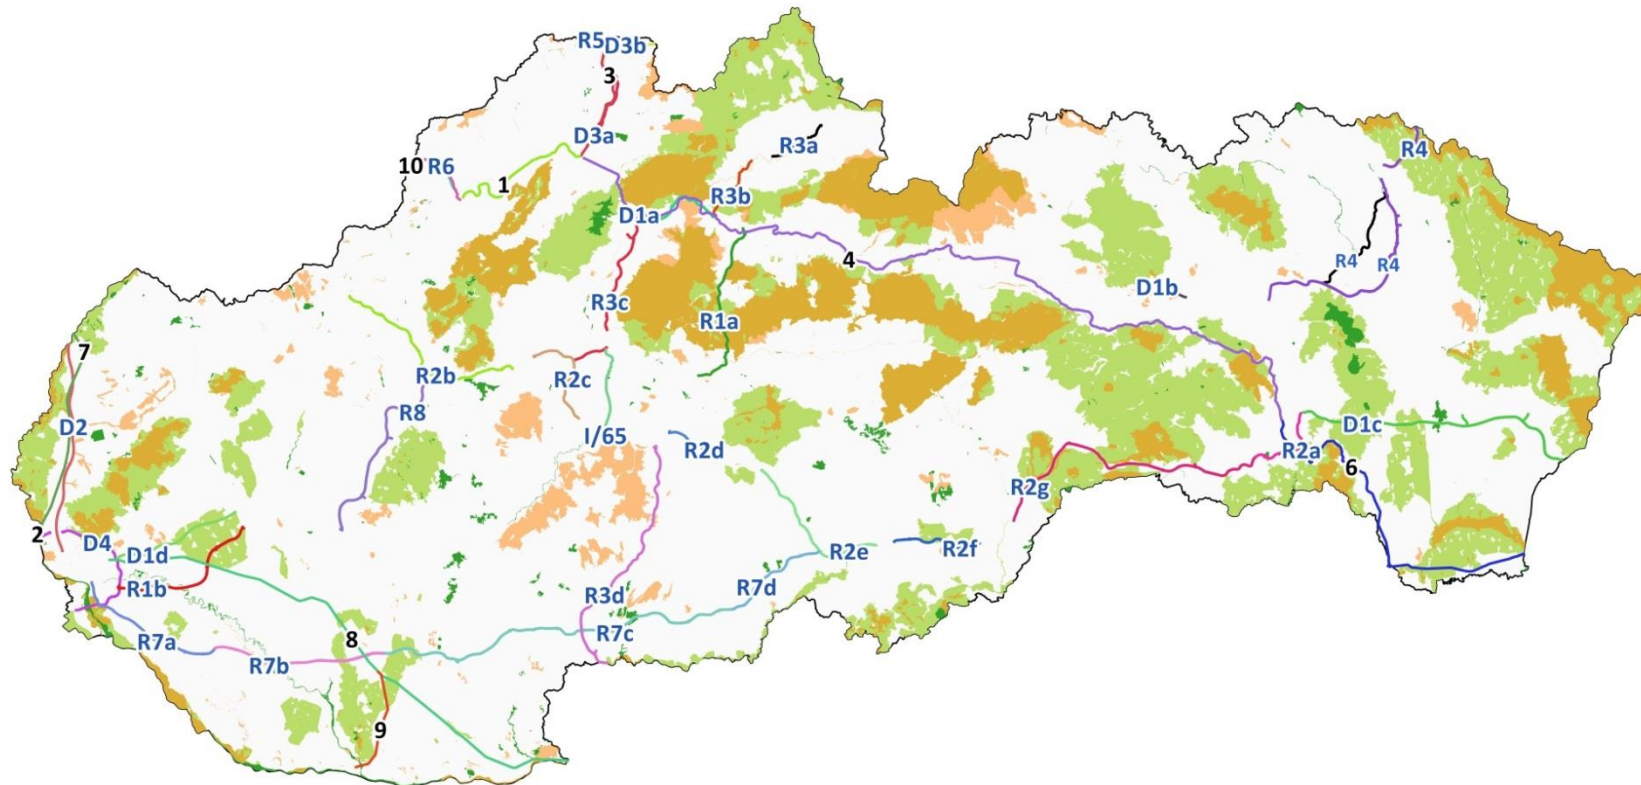 R5
D3b
3
D3a
R3a
R4
10
R6
1
R3b
D1a
4
R4
R4
D1b
R3c
R1a
7
R2b
R2c
R8
D2
I/65
D1c
R2d
R2a
6
R2g
2
D4
D1d
R2e
R2f
R1b
R7d
R3d
R7c
R7a
8
R7b
9